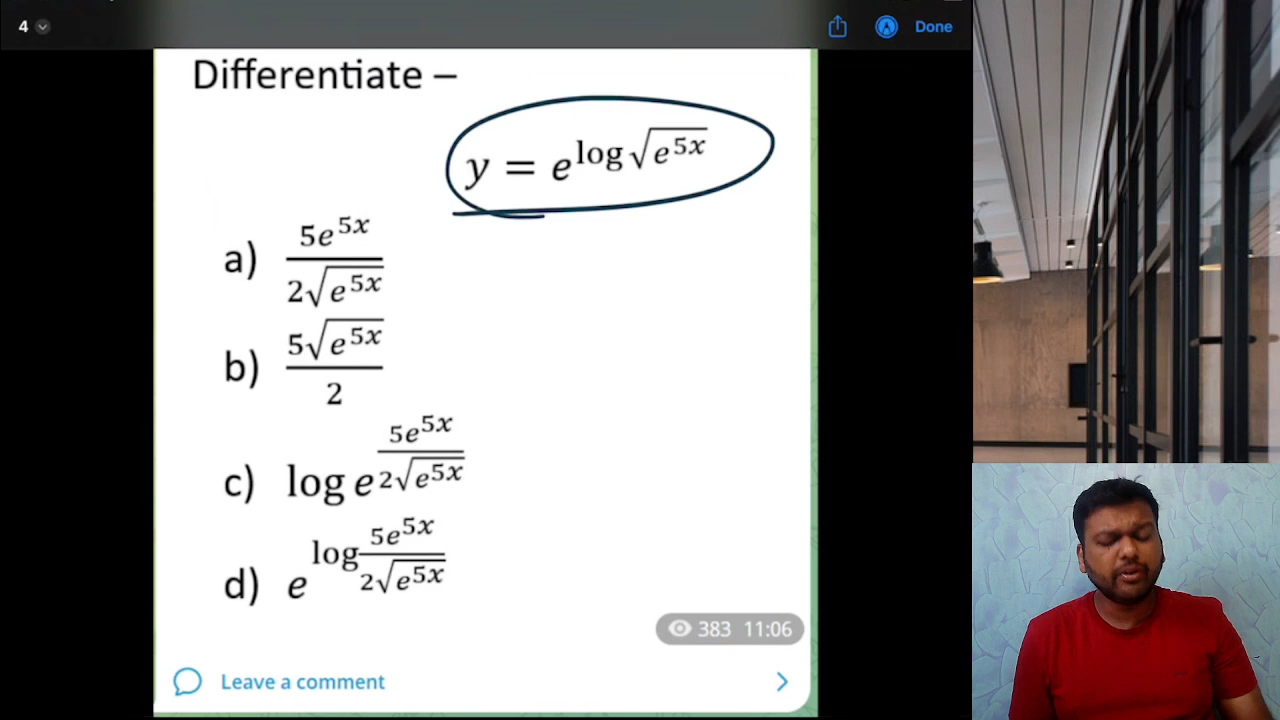 4
Done
Differentiate –
y = e^{log √(e^{5x})}
a) 5e^{5x} / 2√(e^{5x})
b) 5√(e^{5x}) / 2
c) log e^{5e^{5x} / 2√(e^{5x})}
d) e^{log 5e^{5x} / 2√(e^{5x})}
383 11:06
Leave a comment